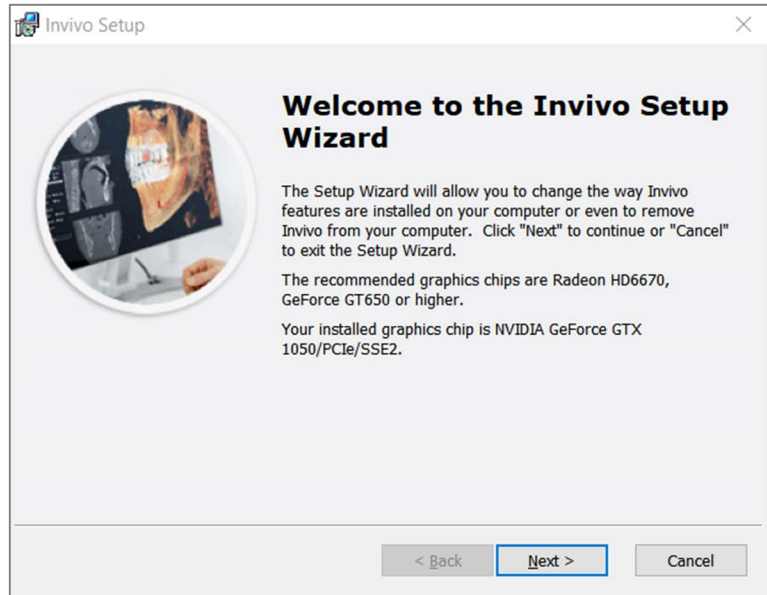 Invivo Setup
Welcome to the Invivo Setup
Wizard
The Setup Wizard will allow you to change the way Invivo
features are installed on your computer or even to remove
Invivo from your computer.  Click "Next" to continue or "Cancel"
to exit the Setup Wizard.
The recommended graphics chips are Radeon HD6670,
GeForce GT650 or higher.
Your installed graphics chip is NVIDIA GeForce GTX
1050/PCIe/SSE2.
< Back
Next >
Cancel